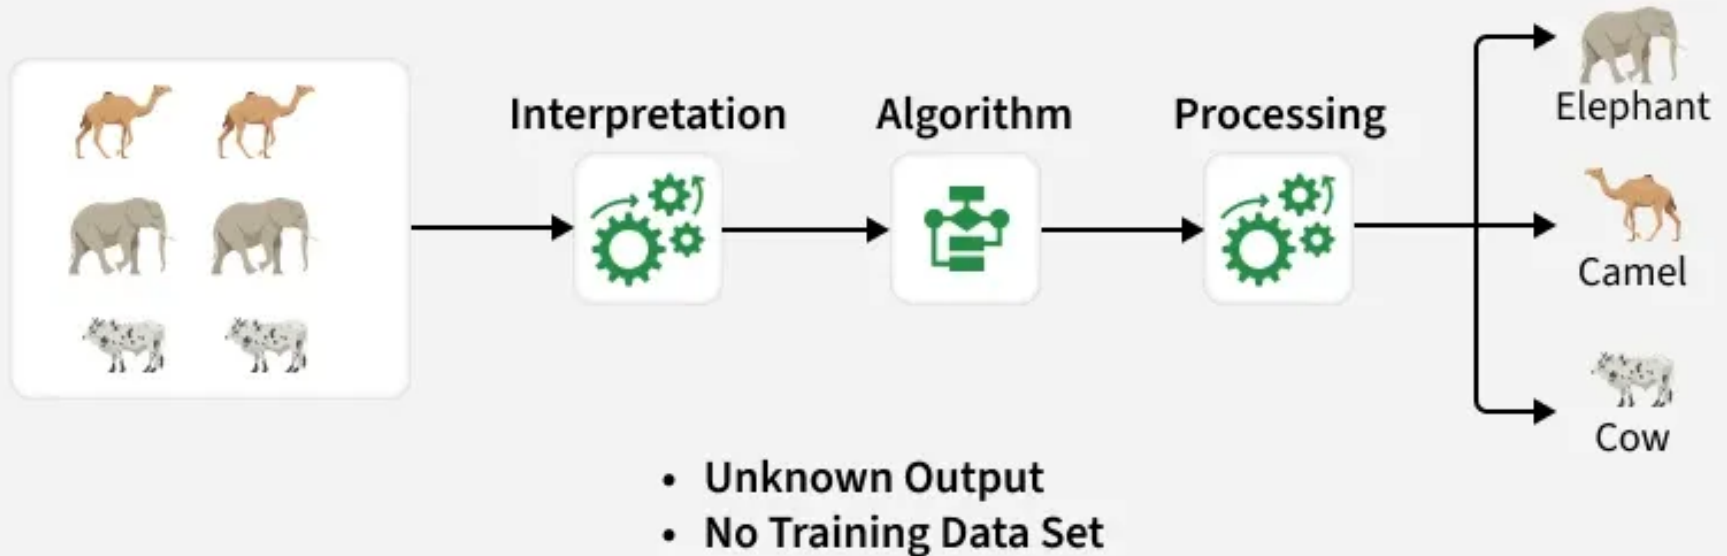 Interpretation
Algorithm
Processing
Elephant
Camel
Cow
• Unknown Output
• No Training Data Set